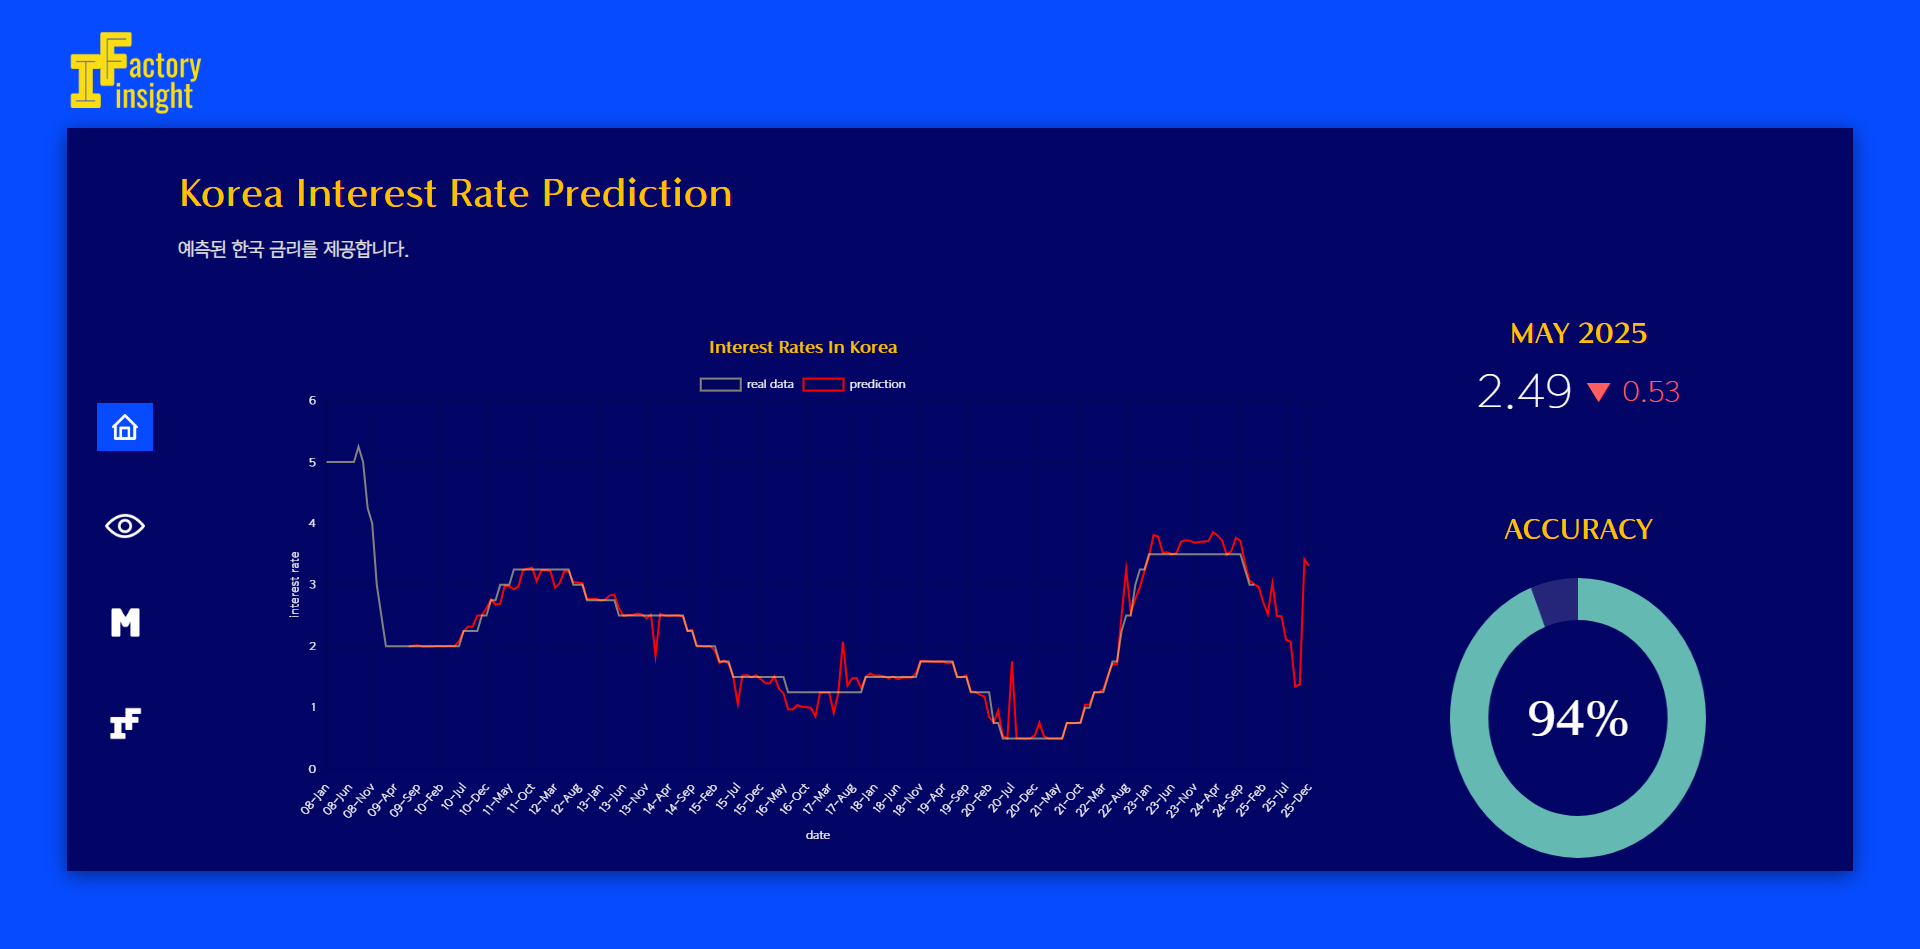 Factory
insight
Korea Interest Rate Prediction
예측된 한국 금리를 제공합니다.
Interest Rates In Korea
real data prediction
6
5
4
3
2
1
0
interest rate
08-Jan 08-Jun 08-Nov 09-Apr 09-Sep 10-Feb 10-Jul 10-Dec 11-May 11-Oct 12-Mar 12-Aug 13-Jan 13-Jun 13-Nov 14-Apr 14-Sep 15-Feb 15-Jul 15-Dec 16-May 16-Oct 17-Mar 17-Aug 18-Jan 18-Jun 18-Nov 19-Apr 19-Sep 20-Feb 20-Jul 20-Dec 21-May 21-Oct 22-Mar 22-Aug 23-Jan 23-Jun 23-Nov 24-Apr 24-Sep 25-Feb 25-Jul 25-Dec
date
MAY 2025
2.49 ▼ 0.53
ACCURACY
94%
M
IF